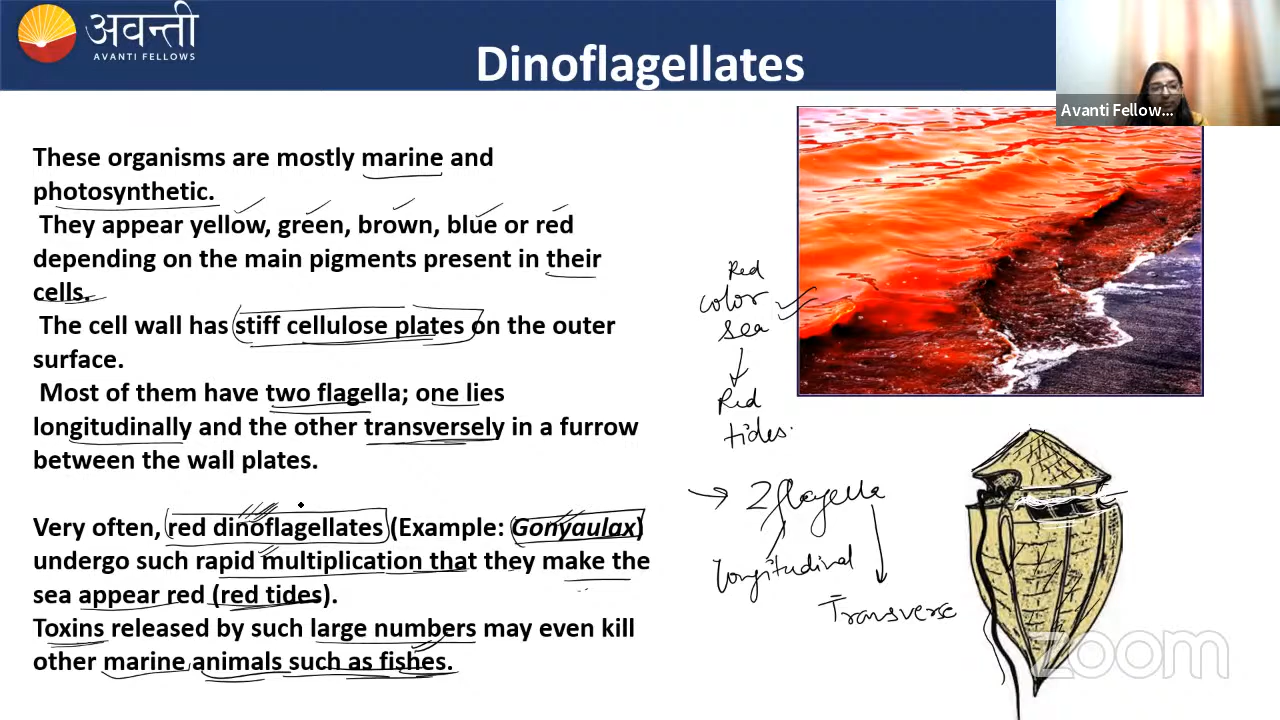 अवन्ती
AVANTI FELLOWS
Dinoflagellates
Avanti Fellow...
These organisms are mostly marine and
photosynthetic.
They appear yellow, green, brown, blue or red
depending on the main pigments present in their
cells.
The cell wall has stiff cellulose plates on the outer
surface.
Most of them have two flagella; one lies
longitudinally and the other transversely in a furrow
between the wall plates.
Very often, red dinoflagellates (Example: Gonyaulax)
undergo such rapid multiplication that they make the
sea appear red (red tides).
Toxins released by such large numbers may even kill
other marine animals such as fishes.
Red
color
sea
Red
tides.
2 flagella
longitudinal
Transverse
zoom